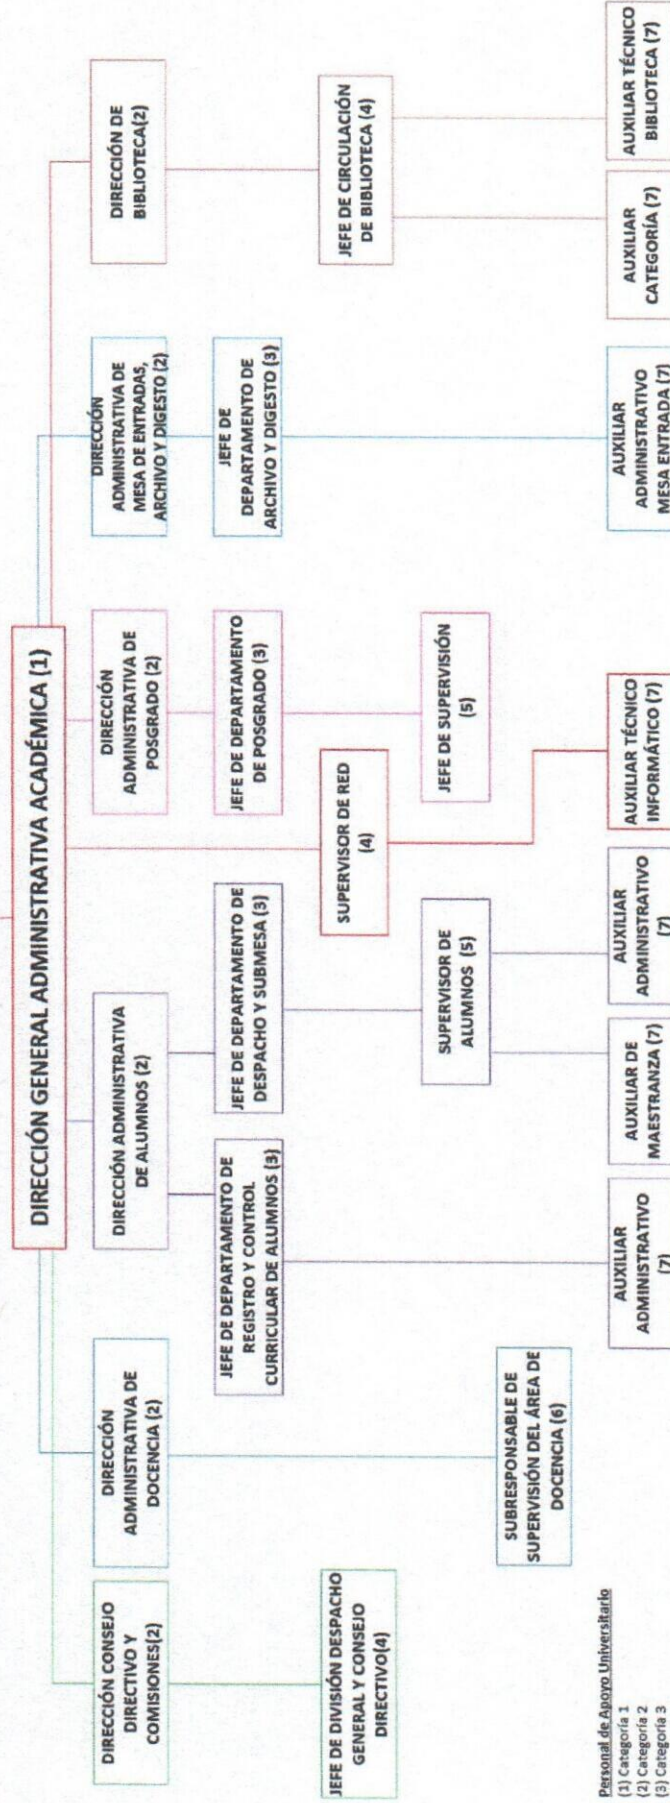 DIRECCIÓN GENERAL ADMINISTRATIVA ACADÉMICA (1)
DIRECCIÓN CONSEJO
DIRECTIVO Y
COMISIONES(2)
DIRECCIÓN
ADMINISTRATIVA DE
DOCENCIA (2)
DIRECCIÓN ADMINISTRATIVA
DE ALUMNOS (2)
DIRECCIÓN
ADMINISTRATIVA DE
POSGRADO (2)
DIRECCIÓN
ADMINISTRATIVA DE
MESA DE ENTRADAS,
ARCHIVO Y DIGESTO (2)
DIRECCIÓN DE
BIBLIOTECA(2)
JEFE DE DEPARTAMENTO DE
REGISTRO Y CONTROL
CURRICULAR DE ALUMNOS (3)
JEFE DE DEPARTAMENTO DE
DESPACHO Y SUBMESA (3)
JEFE DE DEPARTAMENTO
DE POSGRADO (3)
JEFE DE
DEPARTAMENTO DE
ARCHIVO Y DIGESTO (3)
JEFE DE DIVISIÓN DESPACHO
GENERAL Y CONSEJO
DIRECTIVO(4)
SUPERVISOR DE RED
(4)
JEFE DE CIRCULACIÓN
DE BIBLIOTECA (4)
SUPERVISOR DE
ALUMNOS (5)
JEFE DE SUPERVISIÓN
(5)
SUBRESPONSABLE DE
SUPERVISIÓN DEL ÁREA DE
DOCENCIA (6)
AUXILIAR
ADMINISTRATIVO
(7)
AUXILIAR DE
MAESTRANZA (7)
AUXILIAR
ADMINISTRATIVO
(7)
AUXILIAR TÉCNICO
INFORMÁTICO (7)
AUXILIAR
ADMINISTRATIVO
MESA ENTRADA (7)
AUXILIAR
CATEGORÍA (7)
AUXILIAR TÉCNICO
BIBLIOTECA (7)
Personal de Apoyo Universitario
(1) Categoría 1
(2) Categoría 2
(3) Categoría 3